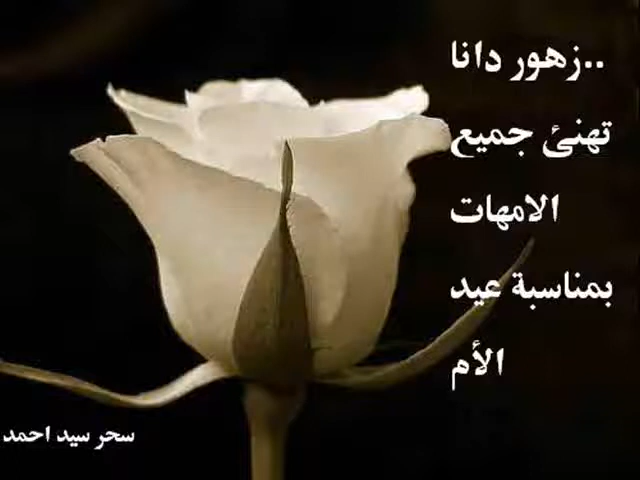 ..زهور دانا
تهنئ جميع
الامهات
بمناسبة عيد
الأم
سحر سيد احمد